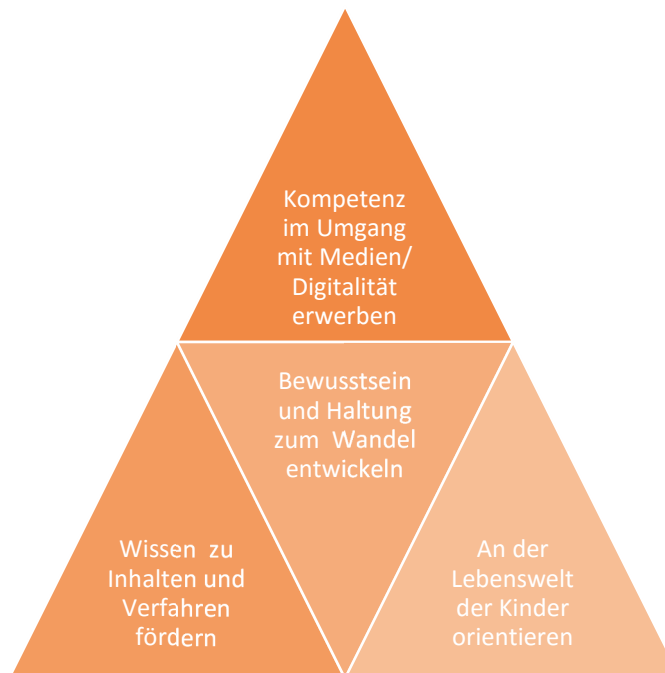 Kompetenz
im Umgang
mit Medien/
Digitalität
erwerben
Bewusstsein
und Haltung
zum Wandel
entwickeln
Wissen zu
Inhalten und
Verfahren
fördern
An der
Lebenswelt
der Kinder
orientieren